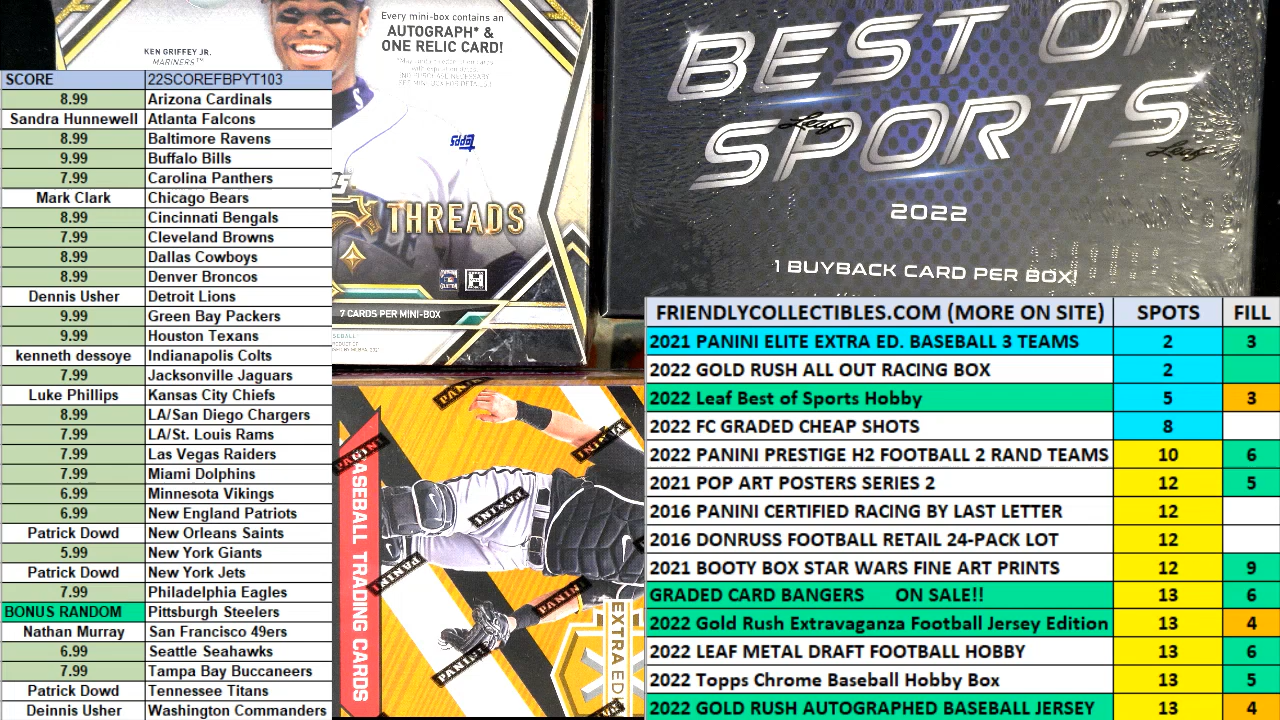 SCORE 22SCOREFBPYT103
8.99 Arizona Cardinals
Sandra Hunnewell Atlanta Falcons
8.99 Baltimore Ravens
9.99 Buffalo Bills
7.99 Carolina Panthers
Mark Clark Chicago Bears
8.99 Cincinnati Bengals
7.99 Cleveland Browns
8.99 Dallas Cowboys
8.99 Denver Broncos
Dennis Usher Detroit Lions
9.99 Green Bay Packers
9.99 Houston Texans
kenneth dessoye Indianapolis Colts
7.99 Jacksonville Jaguars
Luke Phillips Kansas City Chiefs
8.99 LA/San Diego Chargers
7.99 LA/St. Louis Rams
7.99 Las Vegas Raiders
7.99 Miami Dolphins
6.99 Minnesota Vikings
6.99 New England Patriots
Patrick Dowd New Orleans Saints
5.99 New York Giants
Patrick Dowd New York Jets
7.99 Philadelphia Eagles
BONUS RANDOM Pittsburgh Steelers
Nathan Murray San Francisco 49ers
6.99 Seattle Seahawks
7.99 Tampa Bay Buccaneers
Patrick Dowd Tennessee Titans
Deinnis Usher Washington Commanders
KEN GRIFFEY JR.
MARINERS™
Every mini-box contains an
AUTOGRAPH* &
ONE RELIC CARD!
Topps
THREADS
7 CARDS PER MINI-BOX
BEST OF
SPORTS
Leaf
Leaf
2022
1 BUYBACK CARD PER BOX!
PANINI
PANINI
PANINI
PANINI
PANINI
PANINI
PANINI
BASEBALL TRADING CARDS
EXTRA EDI
FRIENDLYCOLLECTIBLES.COM (MORE ON SITE) SPOTS FILL
2021 PANINI ELITE EXTRA ED. BASEBALL 3 TEAMS 2 3
2022 GOLD RUSH ALL OUT RACING BOX 2
2022 Leaf Best of Sports Hobby 5 3
2022 FC GRADED CHEAP SHOTS 8
2022 PANINI PRESTIGE H2 FOOTBALL 2 RAND TEAMS 10 6
2021 POP ART POSTERS SERIES 2 12 5
2016 PANINI CERTIFIED RACING BY LAST LETTER 12
2016 DONRUSS FOOTBALL RETAIL 24-PACK LOT 12
2021 BOOTY BOX STAR WARS FINE ART PRINTS 12 9
GRADED CARD BANGERS ON SALE!! 13 6
2022 Gold Rush Extravaganza Football Jersey Edition 13 4
2022 LEAF METAL DRAFT FOOTBALL HOBBY 13 6
2022 Topps Chrome Baseball Hobby Box 13 5
2022 GOLD RUSH AUTOGRAPHED BASEBALL JERSEY 13 4